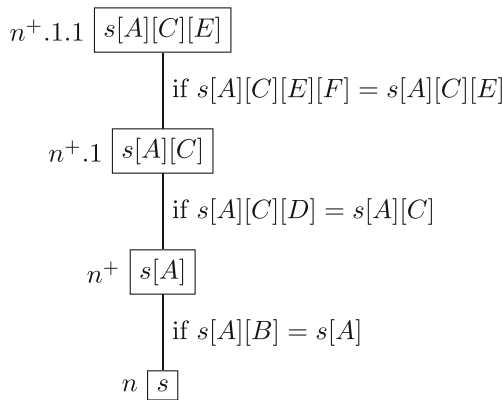 n⁺.1.1 s[A][C][E]
if s[A][C][E][F] = s[A][C][E]
n⁺.1 s[A][C]
if s[A][C][D] = s[A][C]
n⁺ s[A]
if s[A][B] = s[A]
n s